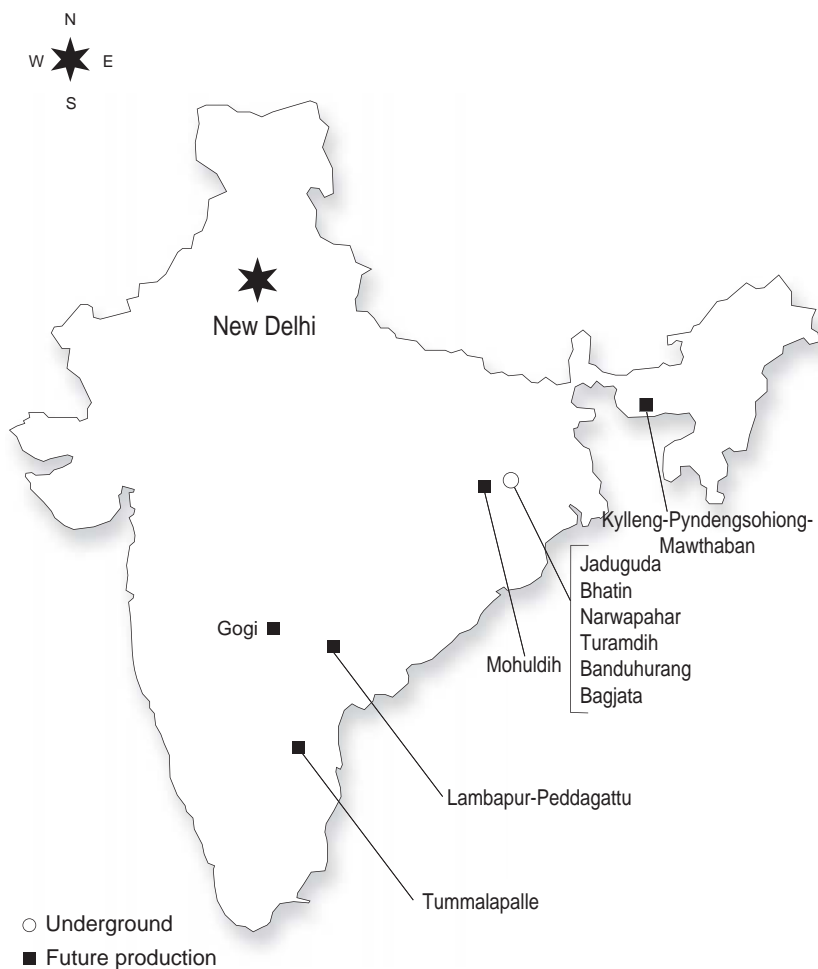 N
W E
S
New Delhi
Kylleng-Pyndengsohiong-
Mawthaban
Jaduguda
Bhatin
Narwapahar
Turamdih
Banduhurang
Bagjata
Gogi
Mohuldih
Lambapur-Peddagattu
Tummalapalle
Underground
Future production